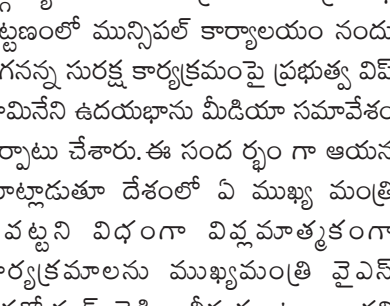 ట్టణంలో మున్సిపల్ కార్యాలయం నందు
గనన్న సురక్ష కార్యక్రమంపై ప్రభుత్వ విప్
మినేని ఉదయభాను మీడియా సమావేశం
ర్పాటు చేశారు. ఈ సంద ర్భం గా ఆయన
మాట్లాడుతూ దేశంలో ఏ ముఖ్య మంత్రి
వట్టని విధంగా విప్లవాత్మకంగా
ర్యక్రమాలను ముఖ్యమంత్రి వైఎస్